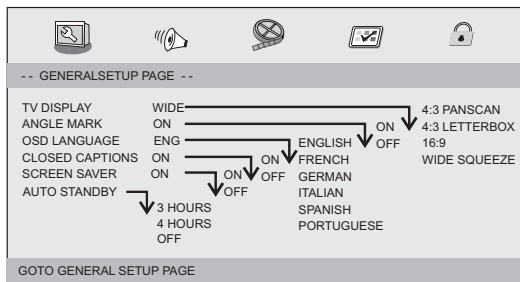 - - GENERALSETUP PAGE - -
TV DISPLAY WIDE 4:3 PANSCAN
ANGLE MARK ON ON 4:3 LETTERBOX
OSD LANGUAGE ENG ENGLISH OFF 16:9
CLOSED CAPTIONS ON ON FRENCH WIDE SQUEEZE
SCREEN SAVER ON ON OFF GERMAN
AUTO STANDBY OFF ITALIAN
3 HOURS SPANISH
4 HOURS PORTUGUESE
OFF
GOTO GENERAL SETUP PAGE